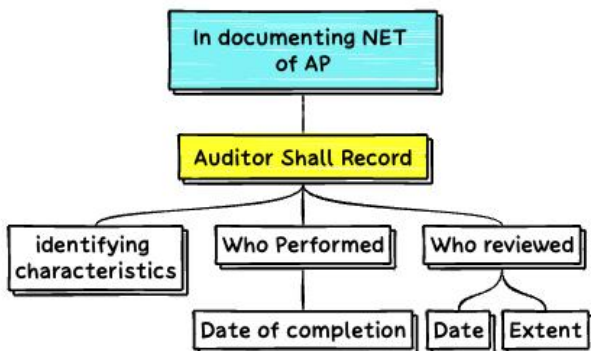 In documenting NET
of AP
Auditor Shall Record
identifying
characteristics
Who Performed
Who reviewed
Date of completion
Date
Extent